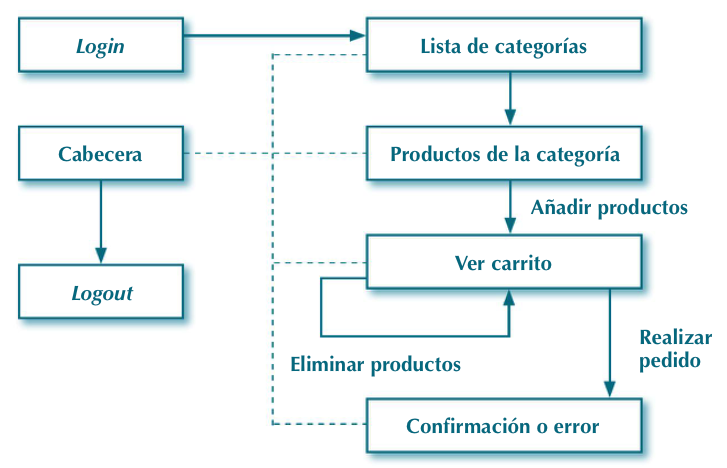 Login
Lista de categorías
Cabecera
Productos de la categoría
Añadir productos
Logout
Ver carrito
Eliminar productos
Realizar
pedido
Confirmación o error